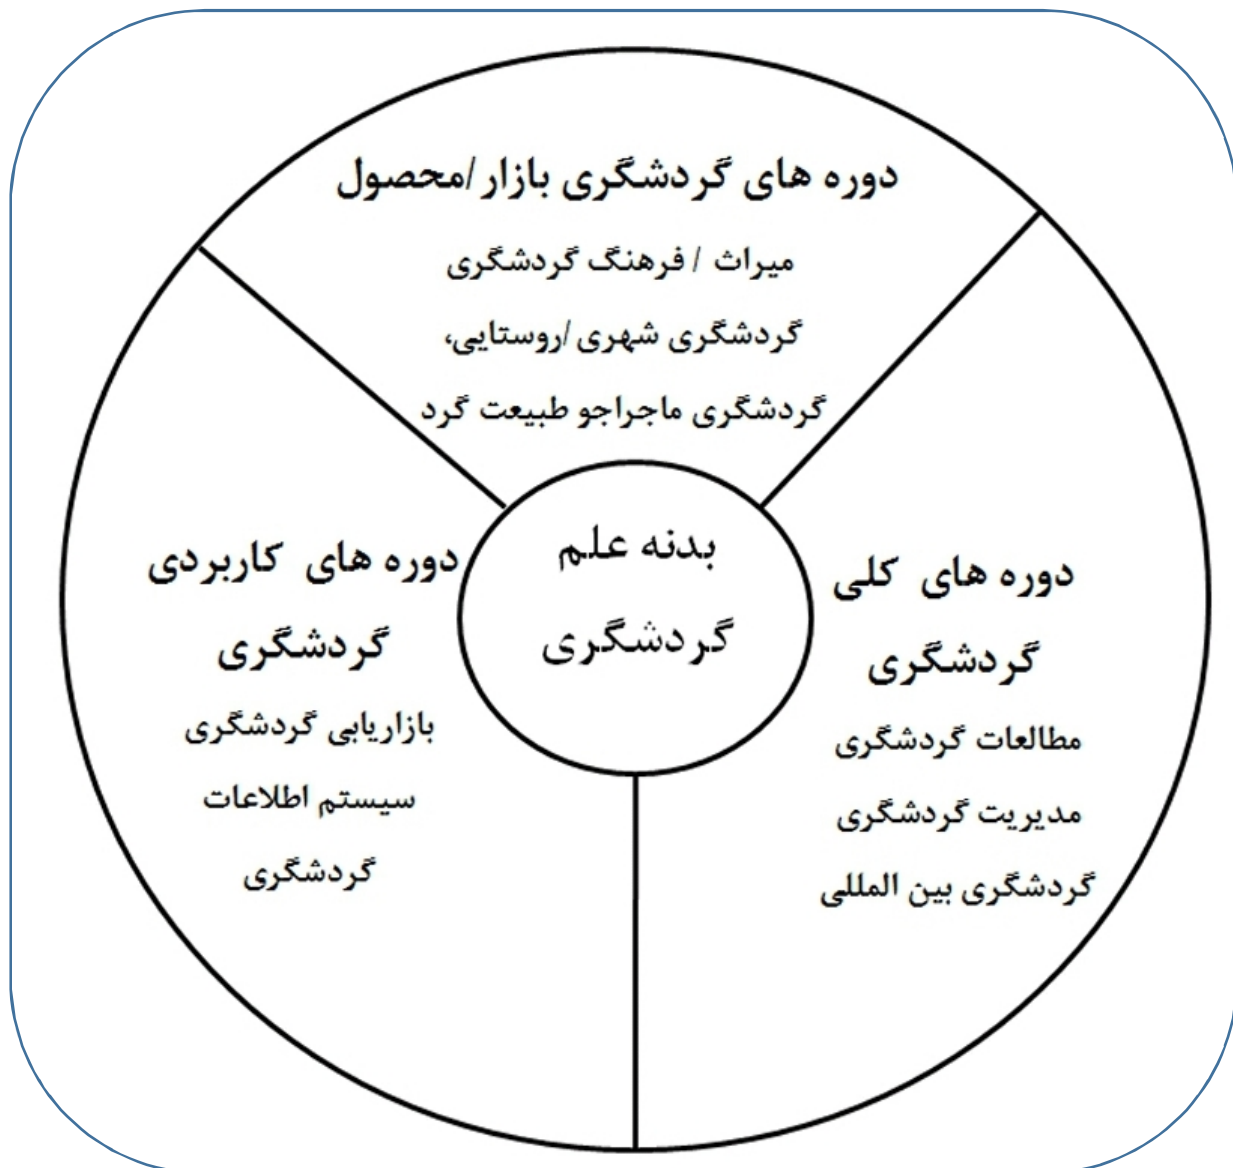 دوره های گردشگری بازار /محصول
میراث / فرهنگ گردشگری
گردشگری شهری /روستایی،
گردشگری ماجراجو طبیعت گرد
بدنه علم
گردشگری
دوره های کلی
گردشگری
مطالعات گردشگری
مدیریت گردشگری
گردشگری بین المللی
دوره های کاربردی
گردشگری
بازاریابی گردشگری
سیستم اطلاعات
گردشگری